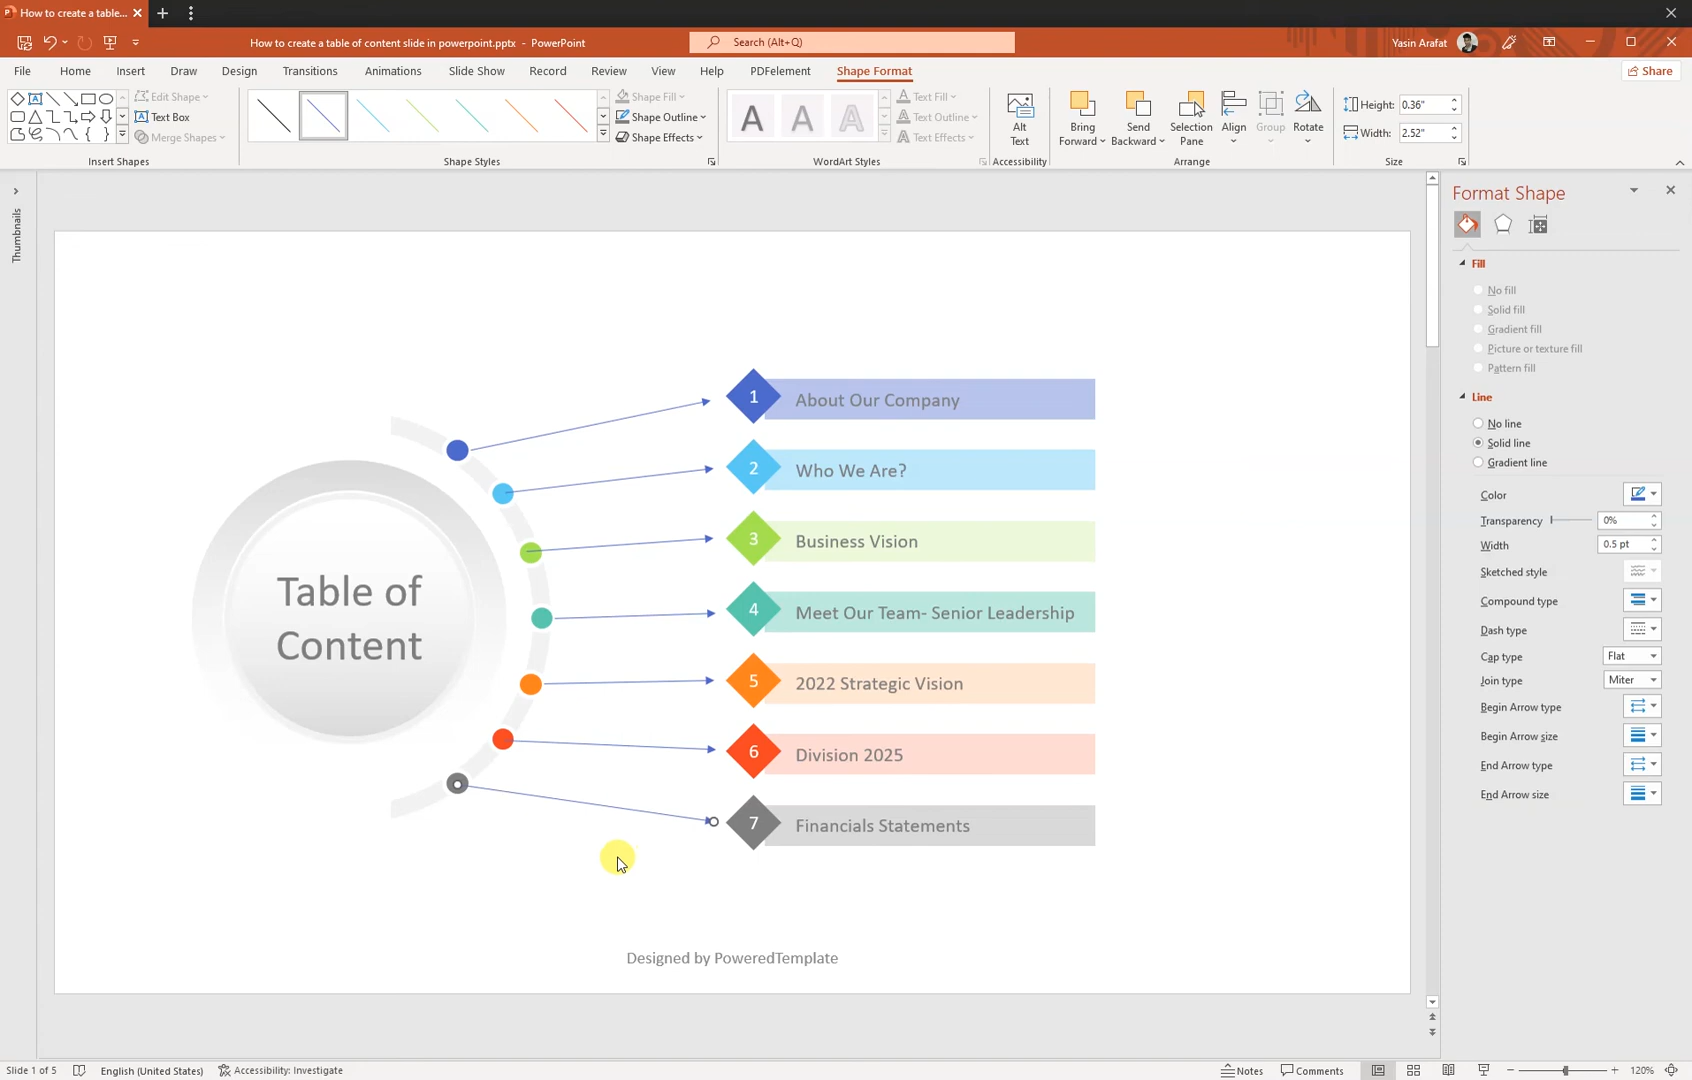 How to create a table...
How to create a table of content slide in powerpoint.pptx - PowerPoint
Search (Alt+Q)
Yasin Arafat
File Home Insert Draw Design Transitions Animations Slide Show Record Review View Help PDFelement Shape Format
Share
Edit Shape
Text Box
Merge Shapes
Insert Shapes
Shape Fill
Shape Outline
Shape Effects
Shape Styles
A A A
Text Fill
Text Outline
Text Effects
WordArt Styles
Alt
Text
Accessibility
Bring
Forward
Send
Backward
Selection
Pane
Align
Group
Rotate
Arrange
Height: 0.36"
Width: 2.52"
Size
Thumbnails
Table of
Content
1 About Our Company
2 Who We Are?
3 Business Vision
4 Meet Our Team- Senior Leadership
5 2022 Strategic Vision
6 Division 2025
7 Financials Statements
Designed by PoweredTemplate
Format Shape
Fill
No fill
Solid fill
Gradient fill
Picture or texture fill
Pattern fill
Line
No line
Solid line
Gradient line
Color
Transparency 0%
Width 0.5 pt
Sketched style
Compound type
Dash type
Cap type Flat
Join type Miter
Begin Arrow type
Begin Arrow size
End Arrow type
End Arrow size
Slide 1 of 5 English (United States) Accessibility: Investigate
Notes Comments 120%